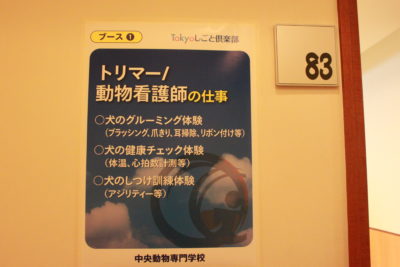 ブース❶
Tokyoしごと倶楽部
83
トリマー/
動物看護師の仕事
○犬のグルーミング体験
(ブラッシング、爪きり、耳掃除、リボン付け等)
○犬の健康チェック体験
(体温、心拍数計測等)
○犬のしつけ訓練体験
(アジリティー等)
中央動物専門学校